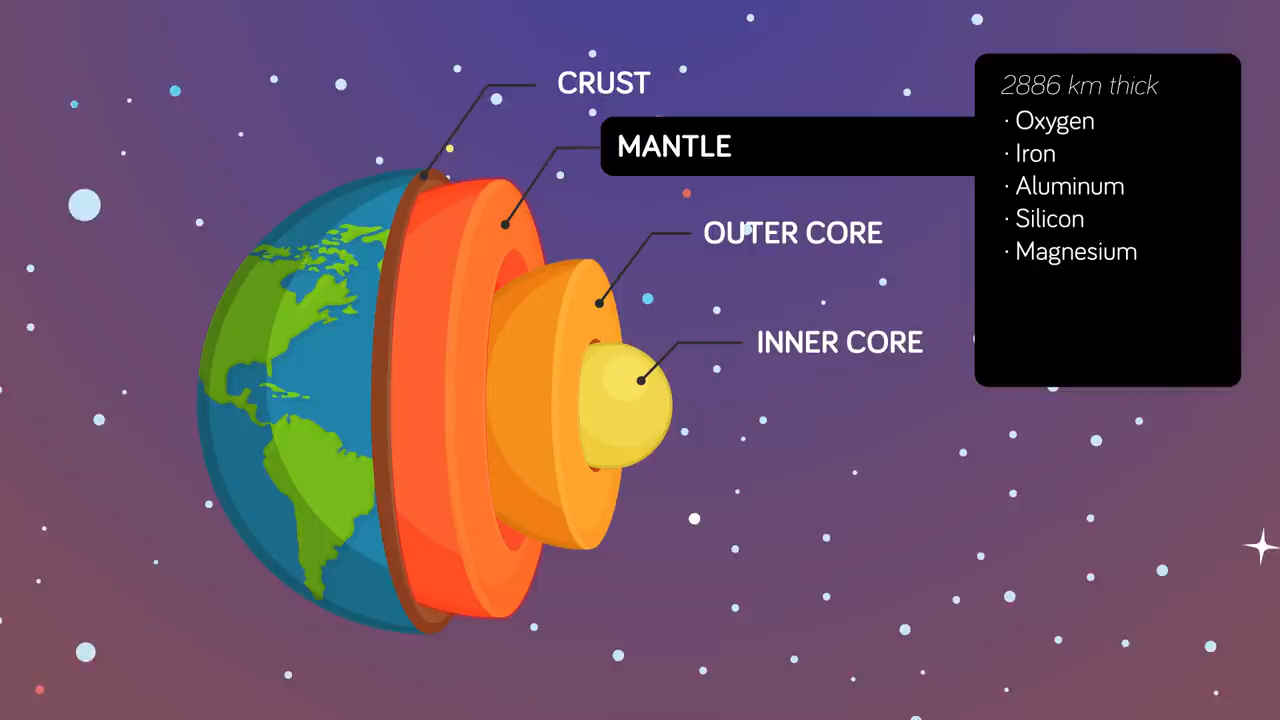 CRUST
MANTLE
OUTER CORE
INNER CORE
2886 km thick
· Oxygen
· Iron
· Aluminum
· Silicon
· Magnesium